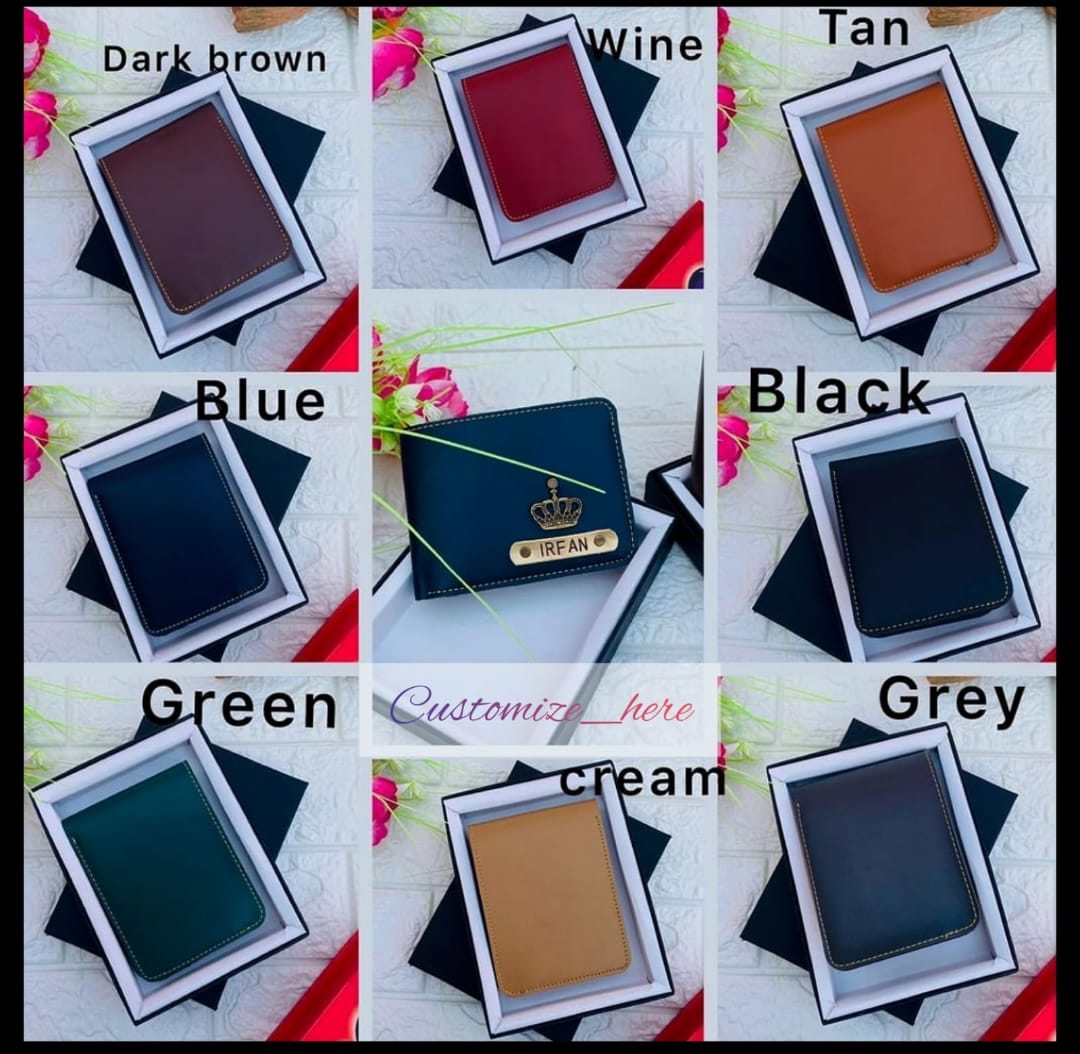 Dark brown
Wine
Tan
Blue
IRFAN
Black
Green
Customize_here
Grey
cream